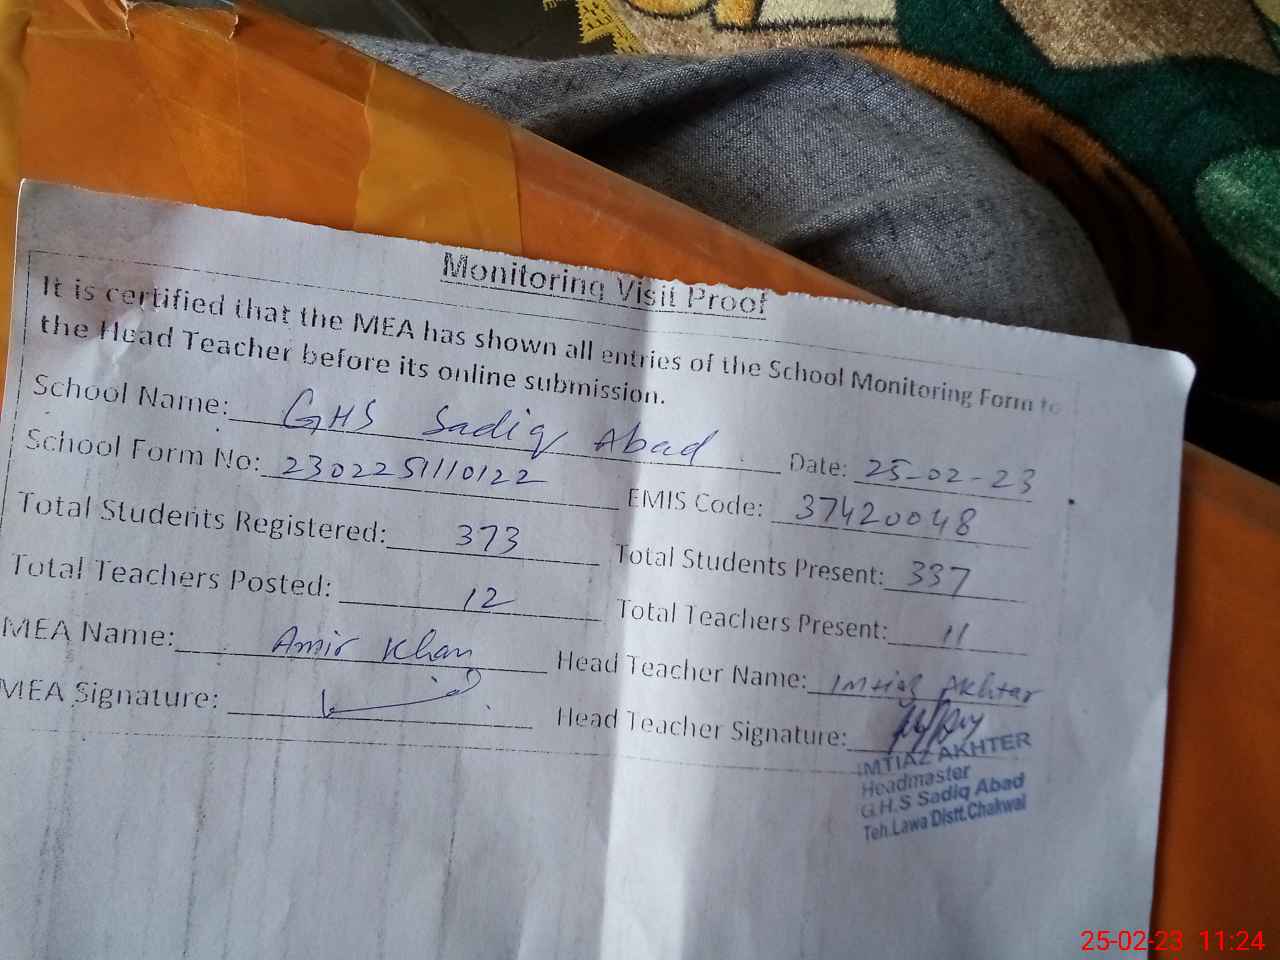 Monitoring Visit Proof
It is certified that the MEA has shown all entries of the School Monitoring Form to
the Head Teacher before its online submission.
School Name: GHS Sadiq Abad Date: 25-02-23
School Form No: 2302251110122 EMIS Code: 37420048
Total Students Registered: 373 Total Students Present: 337
Total Teachers Posted: 12 Total Teachers Present: 11
MEA Name: Amir Khan Head Teacher Name: Imtiaz Akhtar
MEA Signature: Head Teacher Signature:
IMTIAZ AKHTER
Headmaster
G.H.S Sadiq Abad
Teh.Lawa Distt.Chakwal
25-02-23 11:24